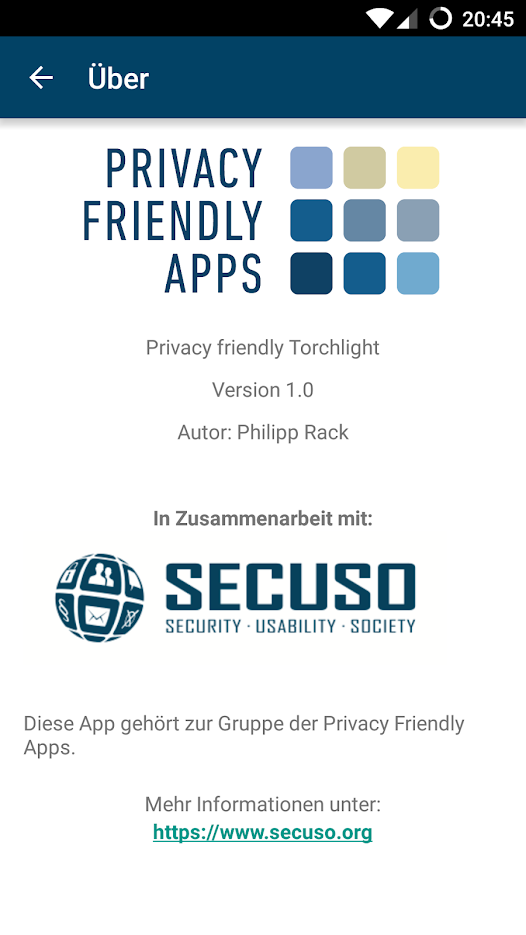 20:45
Über
PRIVACY
FRIENDLY
APPS
Privacy friendly Torchlight
Version 1.0
Autor: Philipp Rack
In Zusammenarbeit mit:
SECUSO
SECURITY · USABILITY · SOCIETY
Diese App gehört zur Gruppe der Privacy Friendly
Apps.
Mehr Informationen unter:
https://www.secuso.org